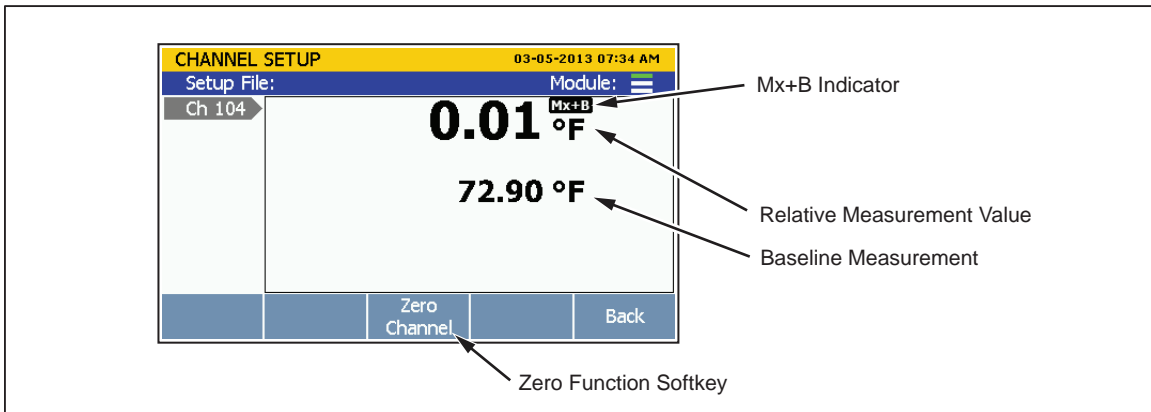 CHANNEL SETUP 03-05-2013 07:34 AM
Setup File: Module:
Ch 104
Mx+B
0.01 °F
72.90 °F
Zero
Channel
Back
Mx+B Indicator
Relative Measurement Value
Baseline Measurement
Zero Function Softkey